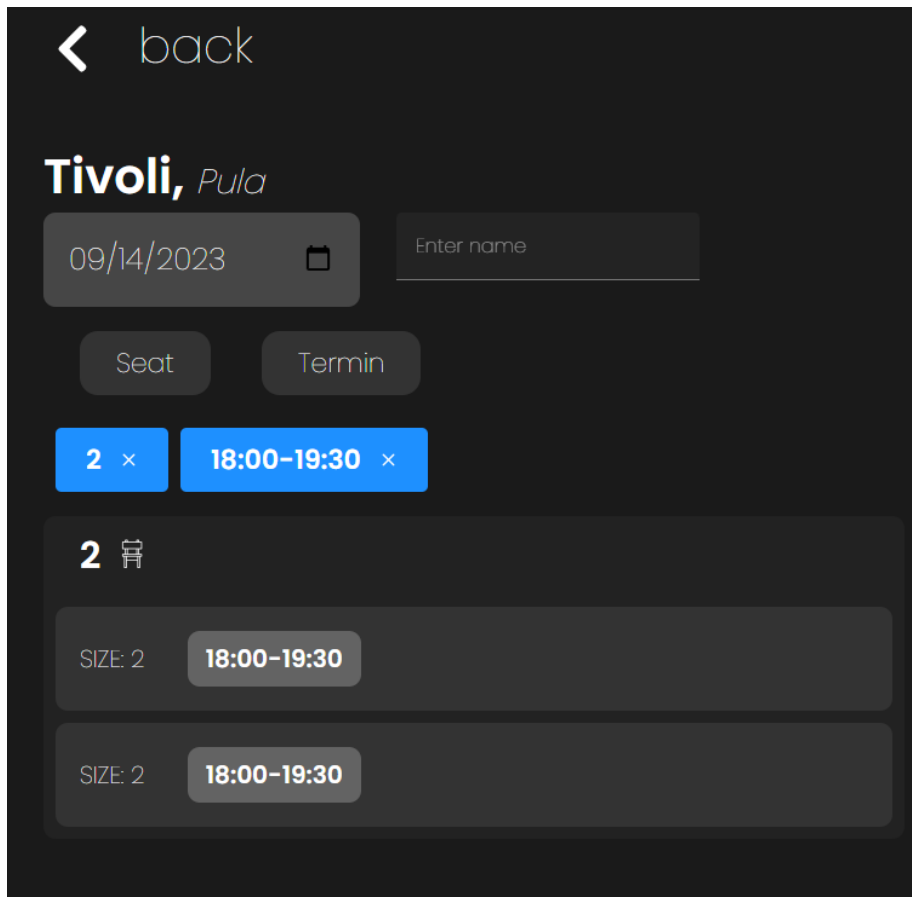 back
Tivoli, Pula
09/14/2023 Enter name
Seat Termin
2 × 18:00-19:30 ×
2
SIZE: 2 18:00-19:30
SIZE: 2 18:00-19:30